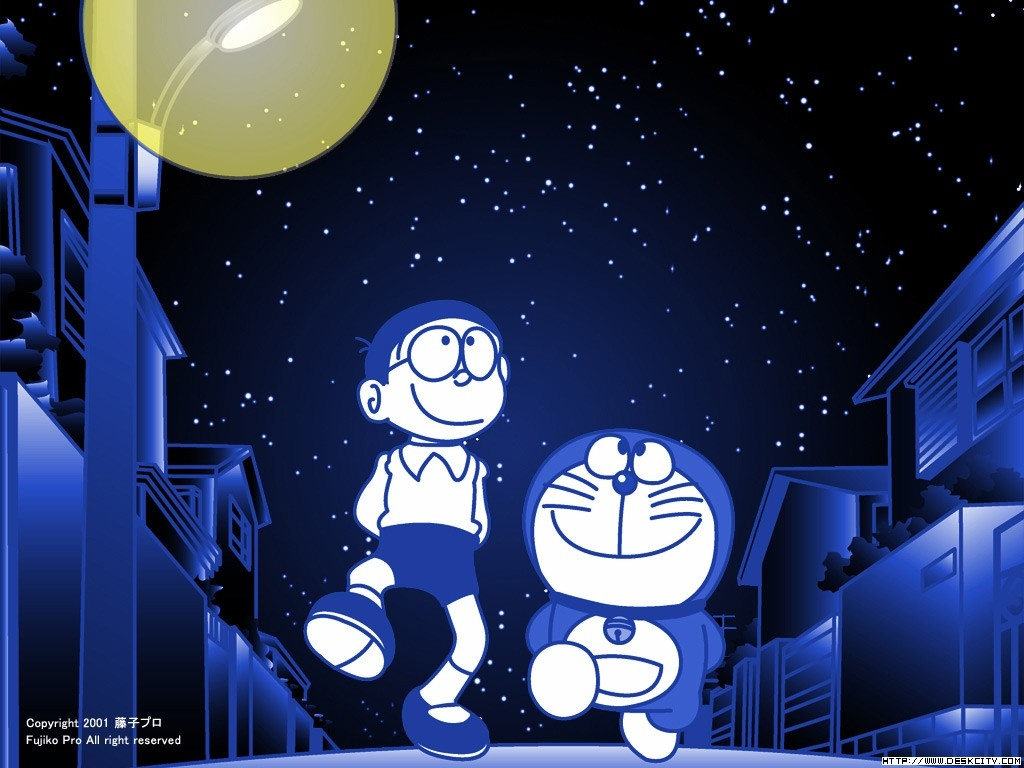 Copyright 2001 藤子プロ
Fujiko Pro All right reserved
HTTP://WWW.DESKCITY.COM